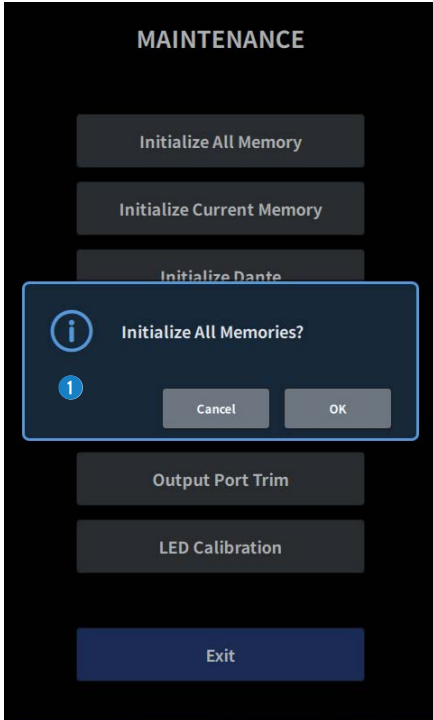 MAINTENANCE
Initialize All Memory
Initialize Current Memory
Initialize Dante
Initialize All Memories?
1
Cancel OK
Output Port Trim
LED Calibration
Exit